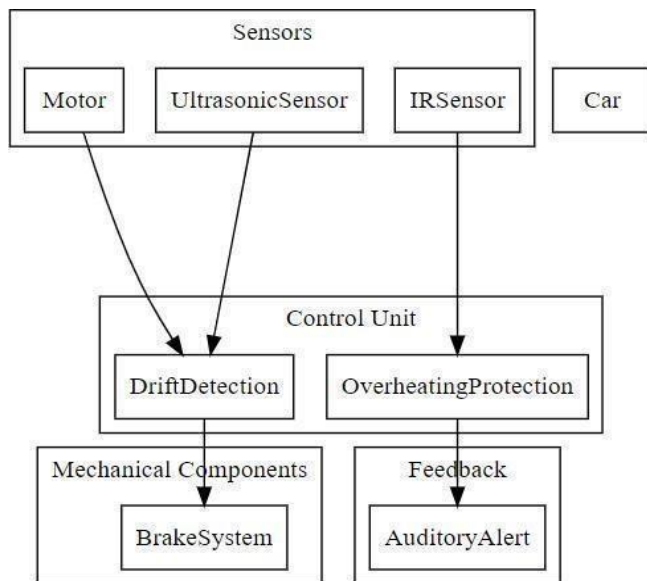 Sensors
Motor
UltrasonicSensor
IRSensor
Car
Control Unit
DriftDetection
OverheatingProtection
Mechanical Components
Feedback
BrakeSystem
AuditoryAlert